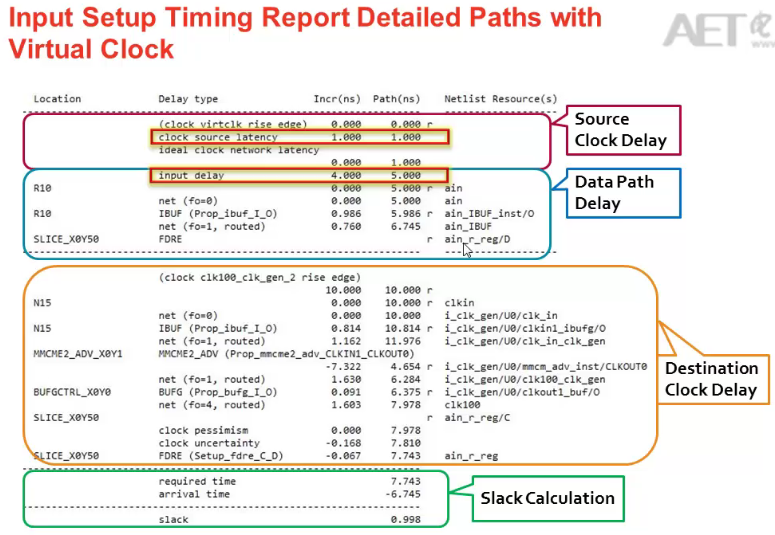 Input Setup Timing Report Detailed Paths with
Virtual Clock
AET
www
Location Delay type Incr(ns) Path(ns) Netlist Resource(s)
(clock virtclk rise edge) 0.000 0.000 r
clock source latency 1.000 1.000
ideal clock network latency
0.000 1.000
input delay 4.000 5.000
R10 0.000 5.000 r ain
net (fo=0) 0.000 5.000 ain
R10 IBUF (Prop_ibuf_I_O) 0.986 5.986 r ain_IBUF_inst/O
net (fo=1, routed) 0.760 6.745 ain_IBUF
SLICE_X0Y50 FDRE r ain_r_reg/D
Source
Clock Delay
Data Path
Delay
(clock clk100_clk_gen_2 rise edge)
10.000 10.000 r
N15 0.000 10.000 r clkin
net (fo=0) 0.000 10.000 i_clk_gen/U0/clk_in
N15 IBUF (Prop_ibuf_I_O) 0.814 10.814 r i_clk_gen/U0/clkin1_ibufg/O
net (fo=1, routed) 1.162 11.976 i_clk_gen/U0/clk_in_clk_gen
MMCME2_ADV_X0Y1 MMCME2_ADV (Prop_mmcme2_adv_CLKIN1_CLKOUT0)
-7.322 4.654 r i_clk_gen/U0/mmcm_adv_inst/CLKOUT0
net (fo=1, routed) 1.630 6.284 i_clk_gen/U0/clk100_clk_gen
BUFGCTRL_X0Y0 BUFG (Prop_bufg_I_O) 0.091 6.375 r i_clk_gen/U0/clkout1_buf/O
net (fo=4, routed) 1.603 7.978 clk100
SLICE_X0Y50 r ain_r_reg/C
clock pessimism 0.000 7.978
clock uncertainty -0.168 7.810
SLICE_X0Y50 FDRE (Setup_fdre_C_D) -0.067 7.743 ain_r_reg
Destination
Clock Delay
required time 7.743
arrival time -6.745
slack 0.998
Slack Calculation